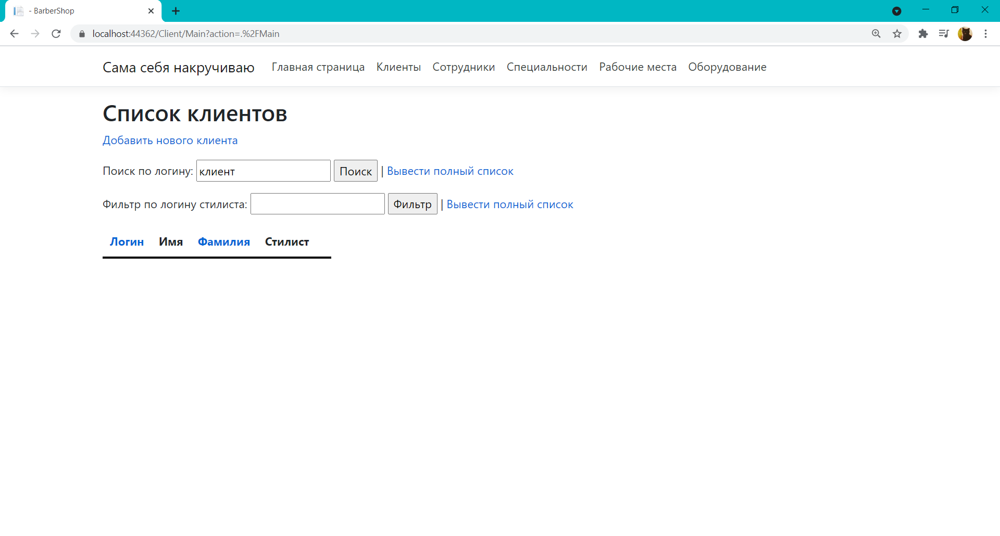 - BarberShop
localhost:44362/Client/Main?action=.%2FMain
Сама себя накручиваю Главная страница Клиенты Сотрудники Специальности Рабочие места Оборудование
Список клиентов
Добавить нового клиента
Поиск по логину: клиент Поиск | Вывести полный список
Фильтр по логину стилиста: Фильтр | Вывести полный список
Логин Имя Фамилия Стилист